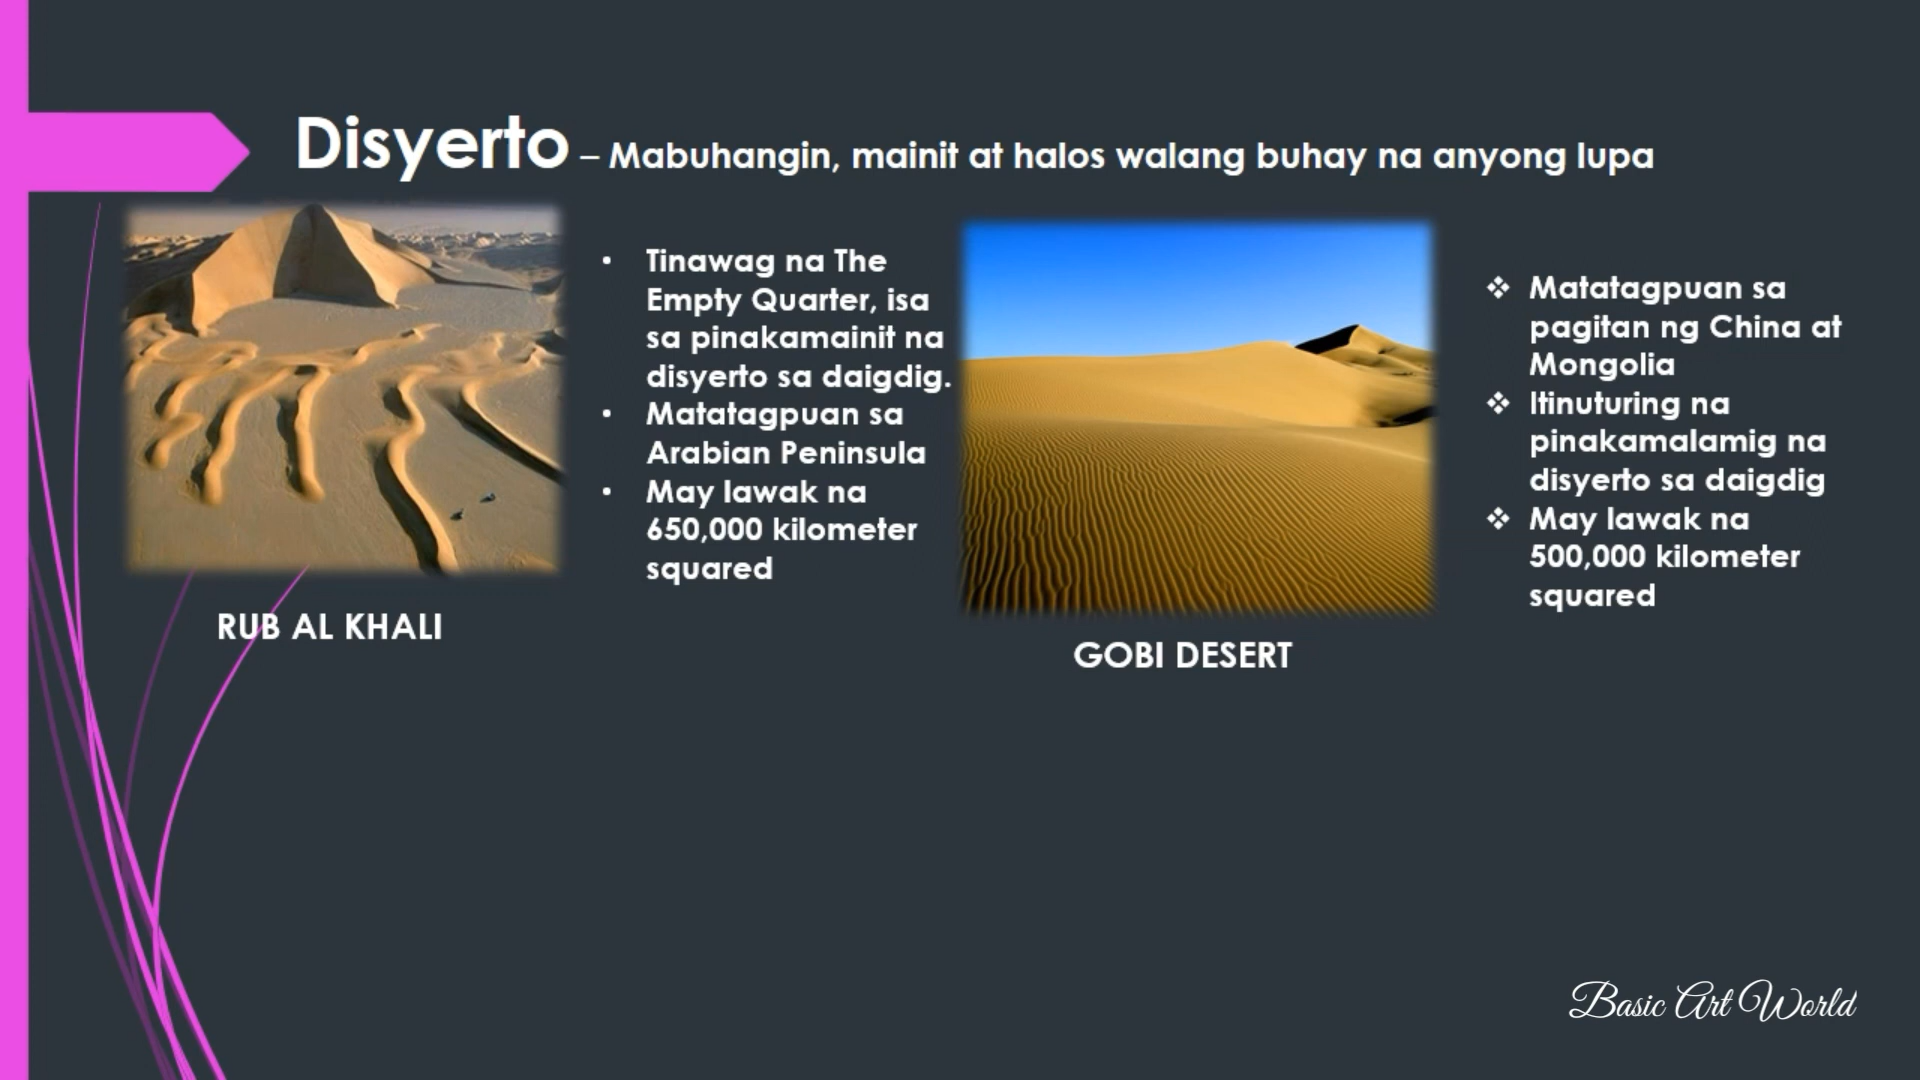 Disyerto – Mabuhangin, mainit at halos walang buhay na anyong lupa
• Tinawag na The
Empty Quarter, isa
sa pinakamainit na
disyerto sa daigdig.
• Matatagpuan sa
Arabian Peninsula
• May lawak na
650,000 kilometer
squared
RUB AL KHALI
❖ Matatagpuan sa
pagitan ng China at
Mongolia
❖ Itinuturing na
pinakamalamig na
disyerto sa daigdig
❖ May lawak na
500,000 kilometer
squared
GOBI DESERT
Basic Art World